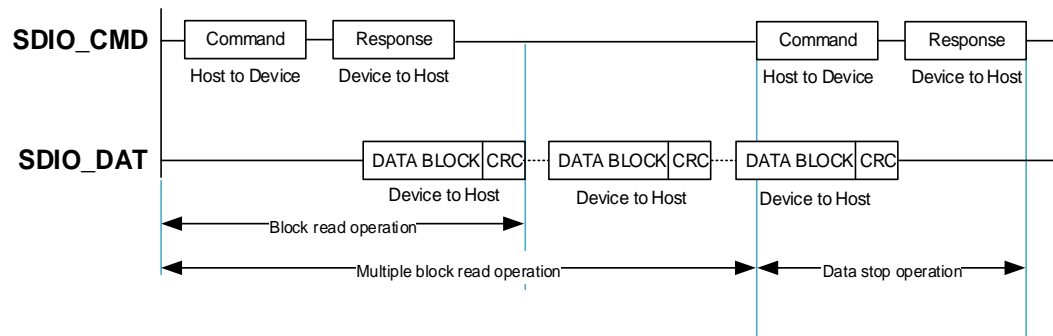 SDIO_CMD
Command Response Command Response
Host to Device Device to Host Host to Device Device to Host
SDIO_DAT
DATA BLOCK CRC DATA BLOCK CRC DATA BLOCK CRC
Device to Host Device to Host Device to Host
Block read operation
Multiple block read operation Data stop operation